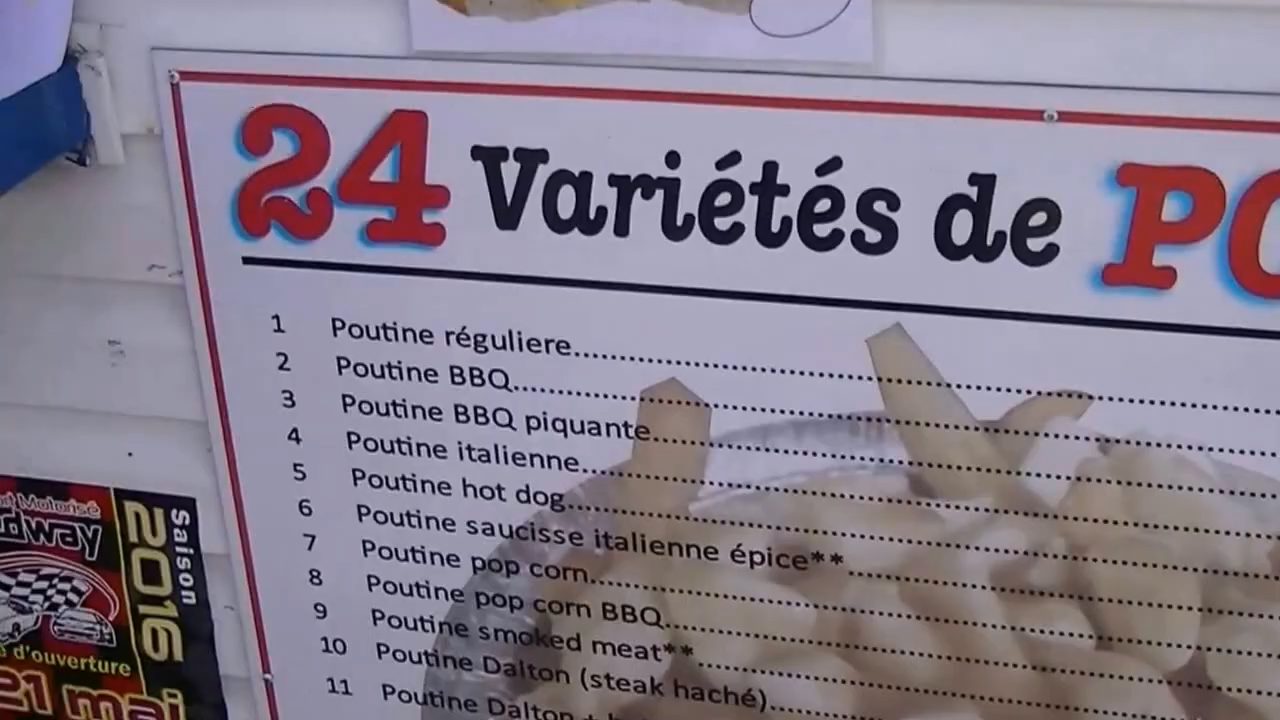 24 Variétés de
1 Poutine réguliere
2 Poutine BBQ
3 Poutine BBQ piquante
4 Poutine italienne
5 Poutine hot dog
6 Poutine saucisse italienne épice**
7 Poutine pop corn
8 Poutine pop corn BBQ
9 Poutine smoked meat**
10 Poutine Dalton (steak haché)
11 Poutine Dalton
Saison
2016
d'ouverture
21 mai